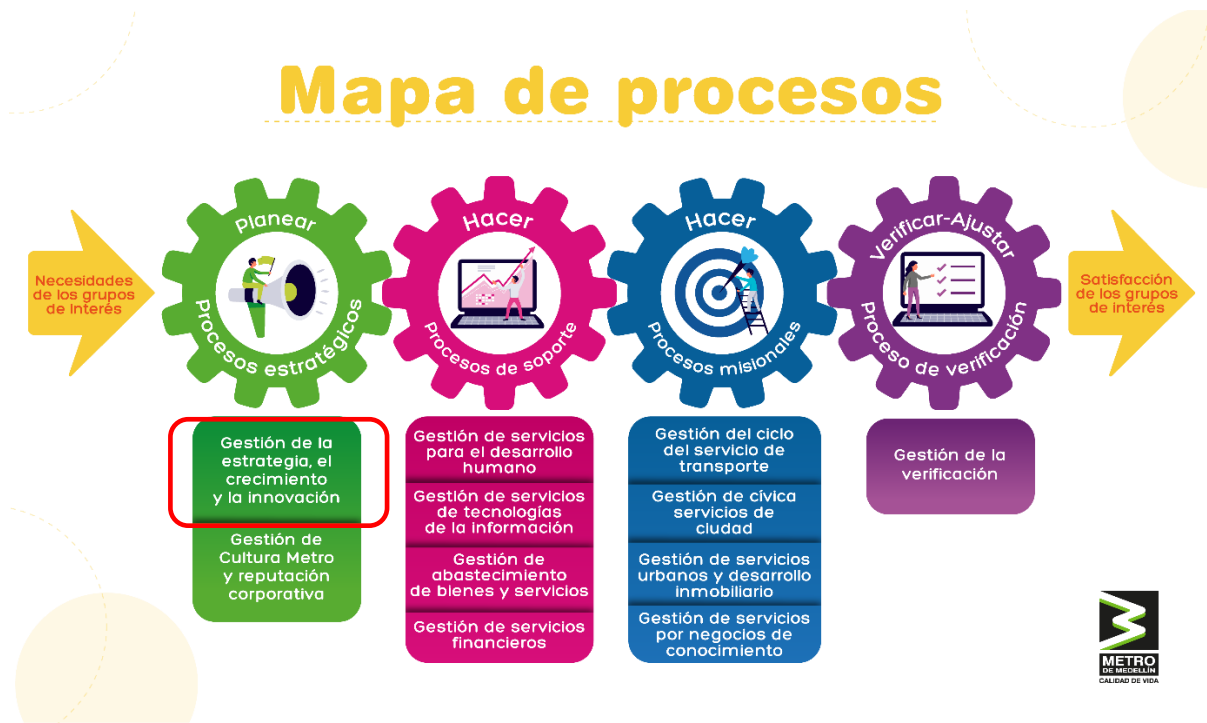 Mapa de procesos
Necesidades
de los grupos
de interés
Planear
Procesos estratégicos
Hacer
Procesos de soporte
Hacer
Procesos misionales
Verificar-Ajustar
Proceso de verificación
Satisfacción
de los grupos
de interés
Gestión de la
estrategia, el
crecimiento
y la innovación
Gestión de
Cultura Metro
y reputación
corporativa
Gestión de servicios
para el desarrollo
humano
Gestión de servicios
de tecnologías
de la información
Gestión de
abastecimiento
de bienes y servicios
Gestión de servicios
financieros
Gestión del ciclo
del servicio de
transporte
Gestión de cívica
servicios de
ciudad
Gestión de servicios
urbanos y desarrollo
inmobiliario
Gestión de servicios
por negocios de
conocimiento
Gestión de la
verificación
METRO
DE MEDELLÍN
CALIDAD DE VIDA